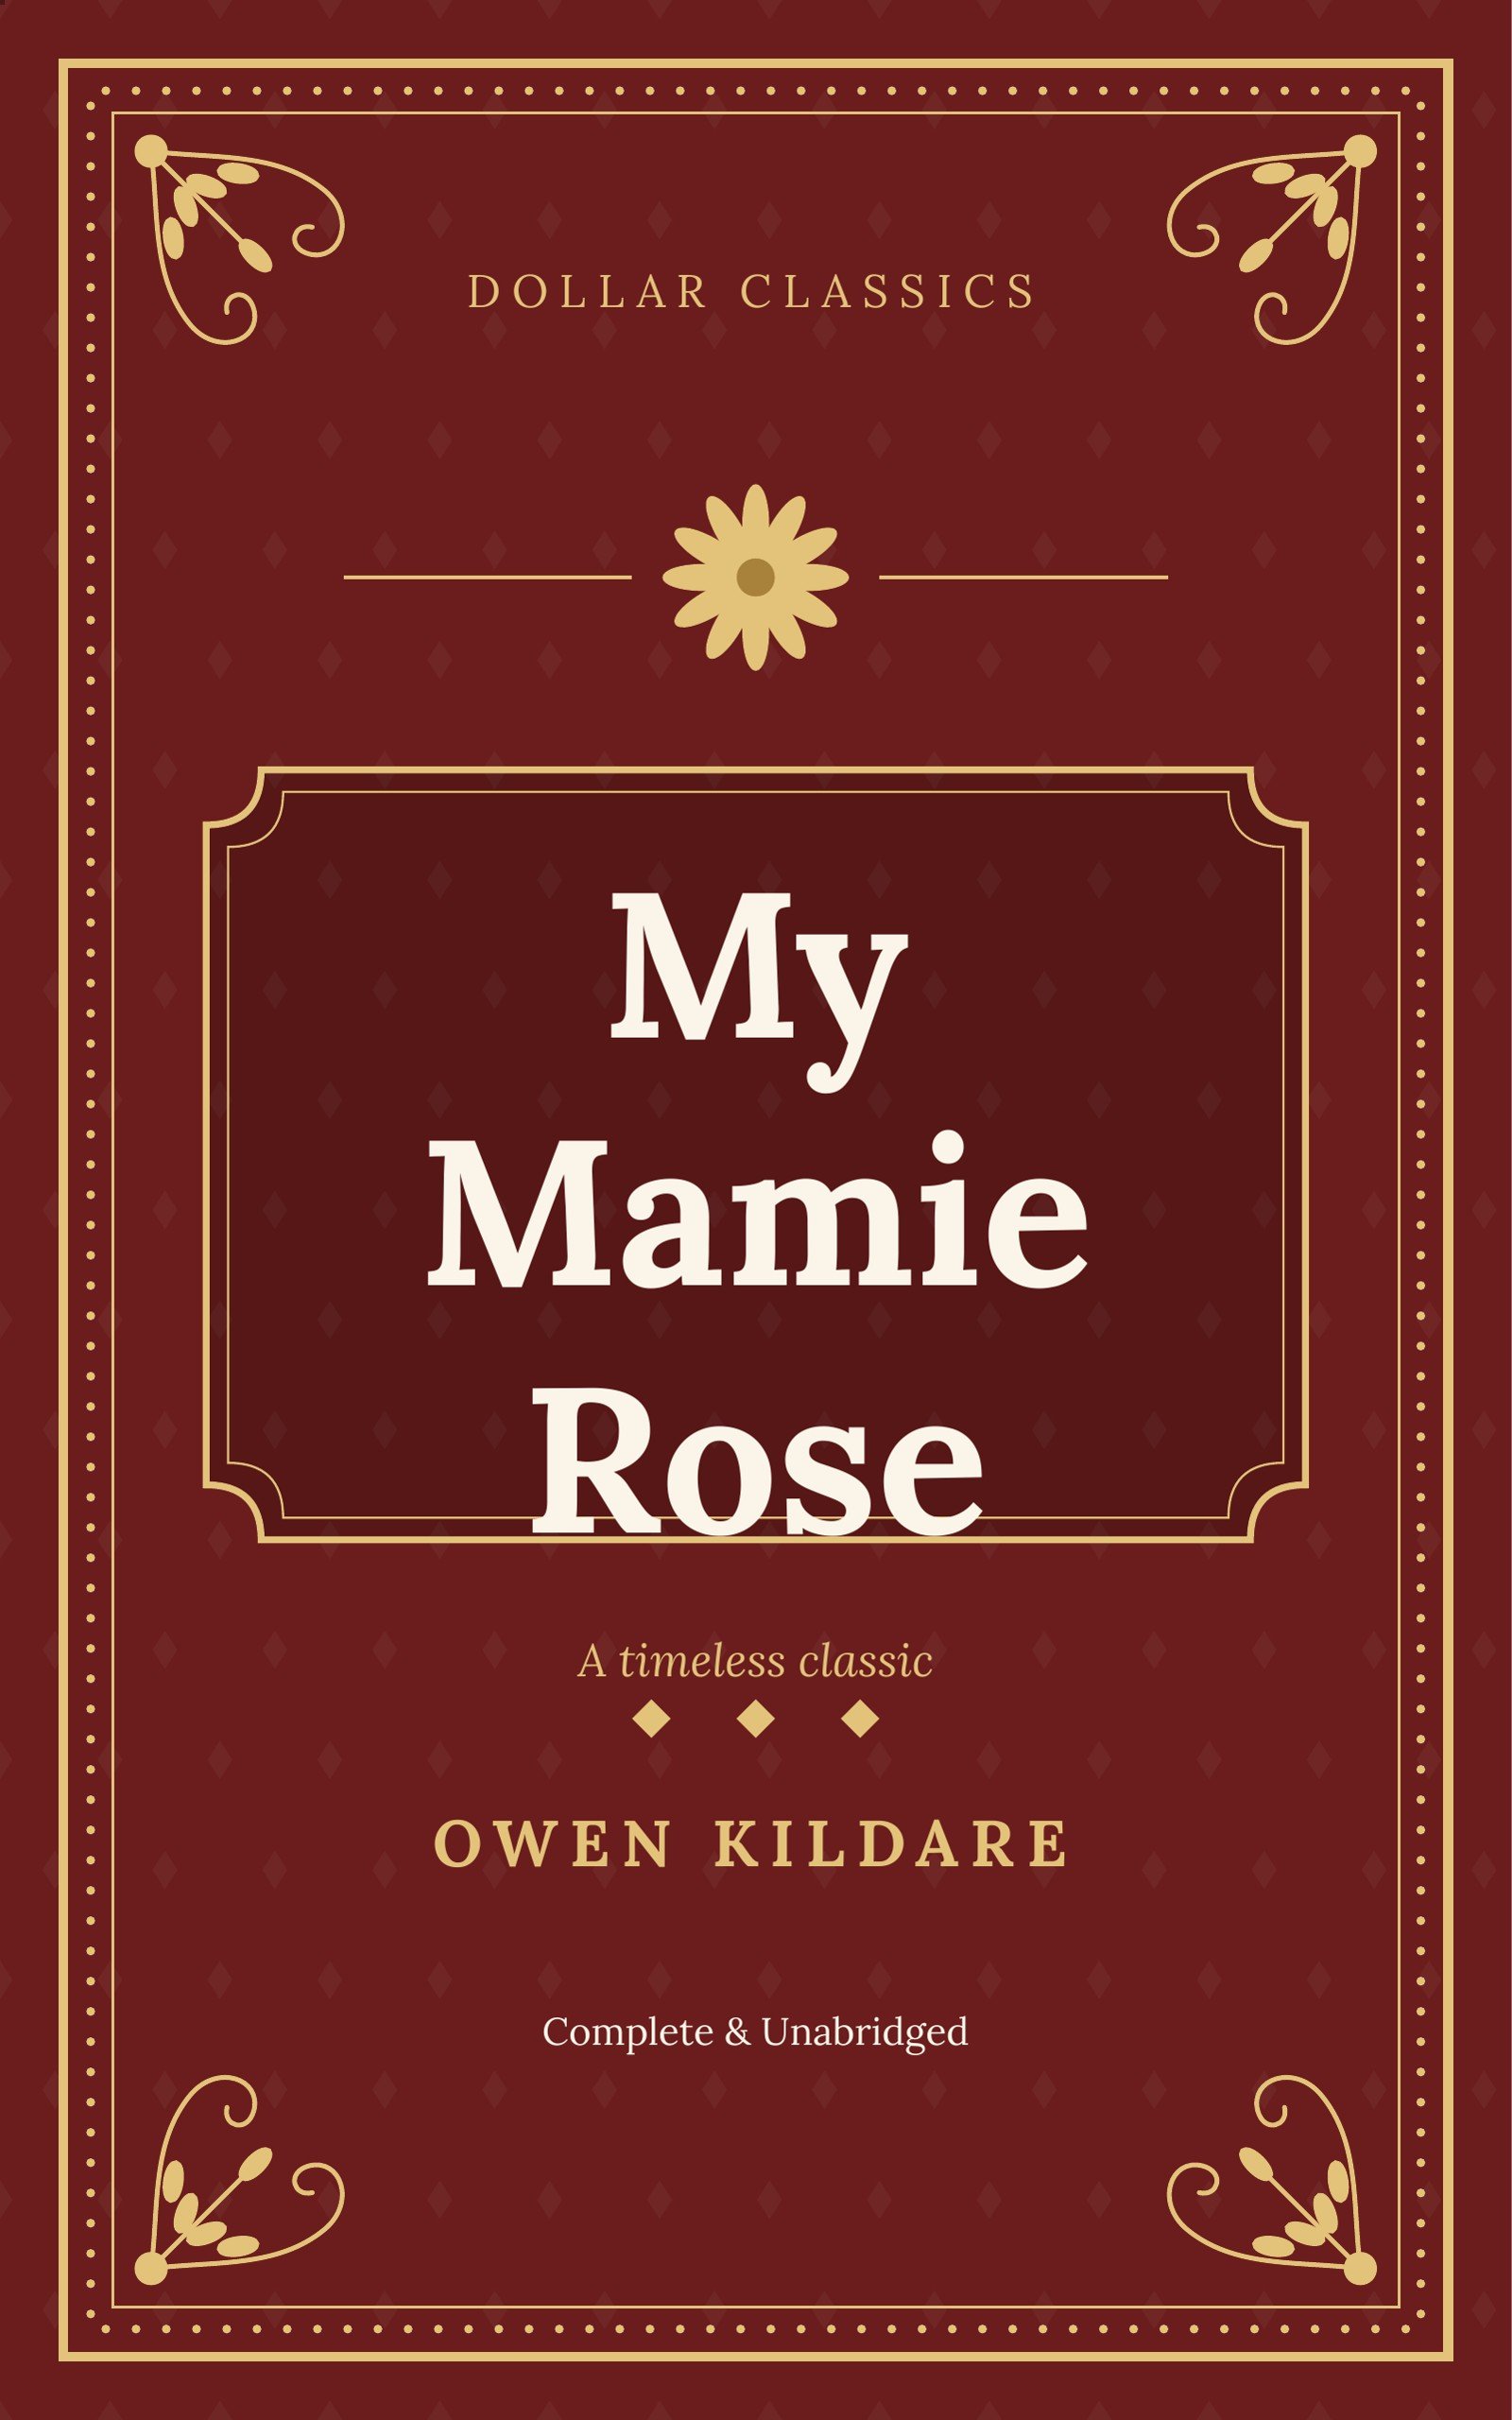 DOLLAR CLASSICS
My
Mamie
Rose
A timeless classic
OWEN KILDARE
Complete & Unabridged